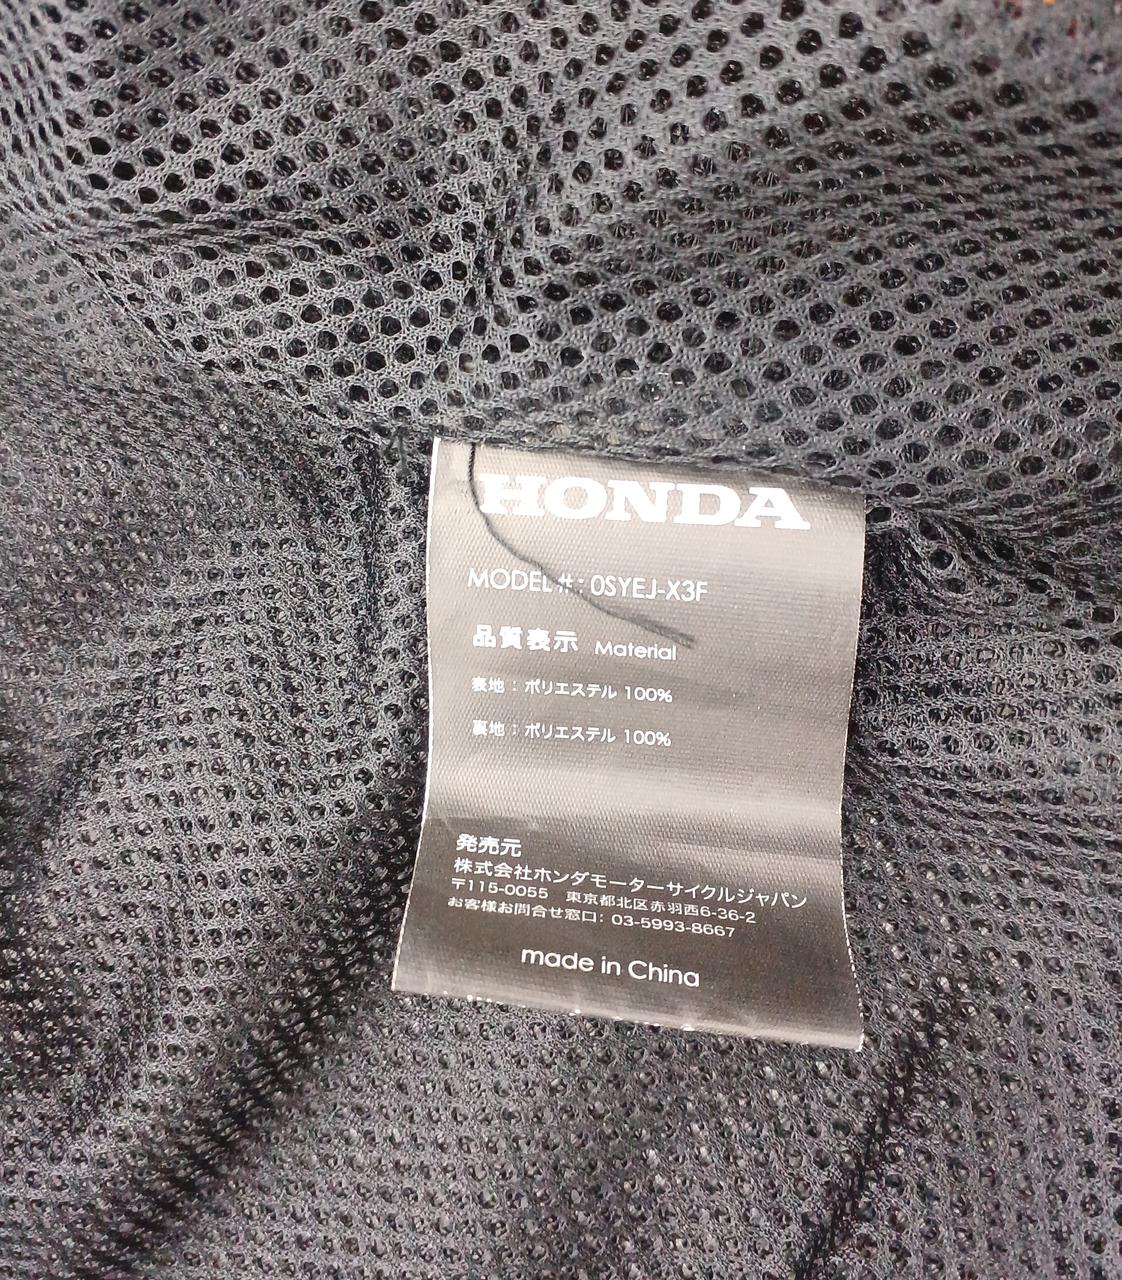 HONDA
MODEL#: 0SYEJ-X3F
品質表示 Material
表地：ポリエステル 100%
裏地：ポリエステル 100%
発売元
株式会社ホンダモーターサイクルジャパン
〒115-0055 東京都北区赤羽西6-36-2
お客様お問合せ窓口: 03-5993-8667
made in China